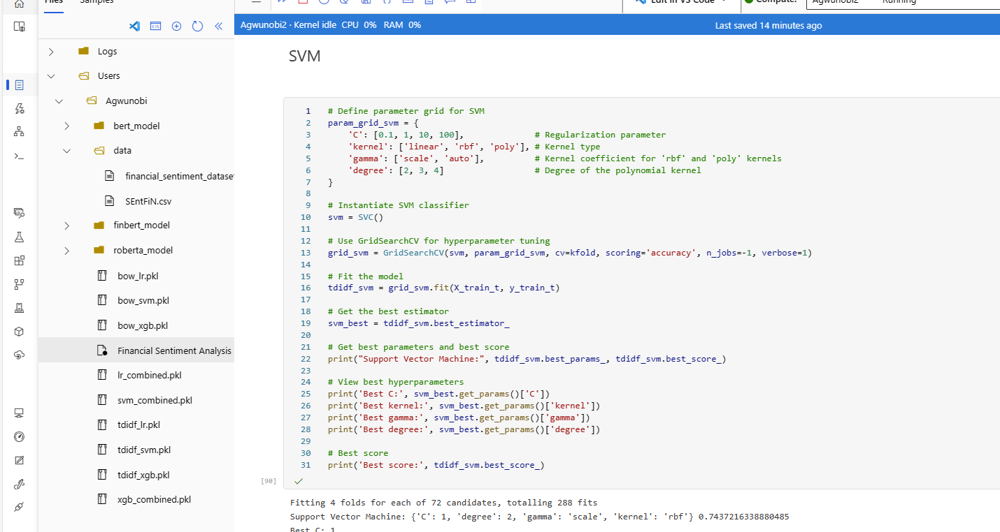 Files Samples
Edit in VS Code Compute: Agwunobi2 - Running
Agwunobi2 · Kernel idle CPU 0% RAM 0% Last saved 14 minutes ago
Logs
Users
Agwunobi
bert_model
data
financial_sentiment_dataset
SEntFiN.csv
finbert_model
roberta_model
bow_lr.pkl
bow_svm.pkl
bow_xgb.pkl
Financial Sentiment Analysis
lr_combined.pkl
svm_combined.pkl
tdidf_lr.pkl
tdidf_svm.pkl
tdidf_xgb.pkl
xgb_combined.pkl
SVM
1 # Define parameter grid for SVM
2 param_grid_svm = {
3 'C': [0.1, 1, 10, 100], # Regularization parameter
4 'kernel': ['linear', 'rbf', 'poly'], # Kernel type
5 'gamma': ['scale', 'auto'], # Kernel coefficient for 'rbf' and 'poly' kernels
6 'degree': [2, 3, 4] # Degree of the polynomial kernel
7 }
8
9 # Instantiate SVM classifier
10 svm = SVC()
11
12 # Use GridSearchCV for hyperparameter tuning
13 grid_svm = GridSearchCV(svm, param_grid_svm, cv=kfold, scoring='accuracy', n_jobs=-1, verbose=1)
14
15 # Fit the model
16 tdidf_svm = grid_svm.fit(X_train_t, y_train_t)
17
18 # Get the best estimator
19 svm_best = tdidf_svm.best_estimator_
20
21 # Get best parameters and best score
22 print("Support Vector Machine:", tdidf_svm.best_params_, tdidf_svm.best_score_)
23
24 # View best hyperparameters
25 print('Best C:', svm_best.get_params()['C'])
26 print('Best kernel:', svm_best.get_params()['kernel'])
27 print('Best gamma:', svm_best.get_params()['gamma'])
28 print('Best degree:', svm_best.get_params()['degree'])
29
30 # Best score
31 print('Best score:', tdidf_svm.best_score_)
[90]
Fitting 4 folds for each of 72 candidates, totalling 288 fits
Support Vector Machine: {'C': 1, 'degree': 2, 'gamma': 'scale', 'kernel': 'rbf'} 0.7437216338880485
Best C: 1